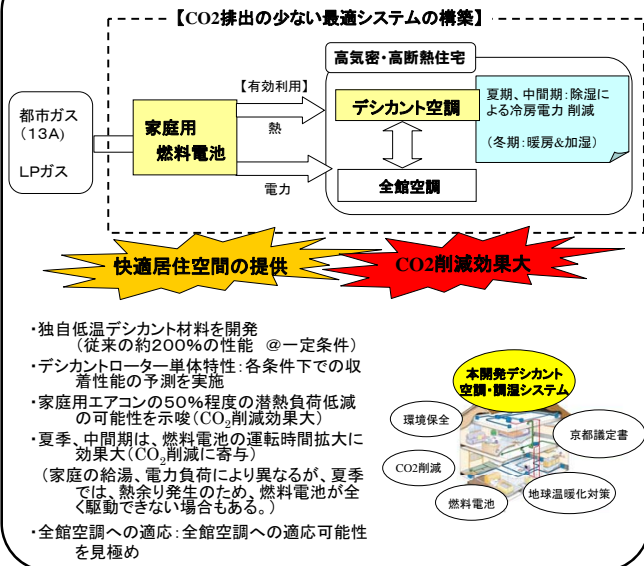 【CO2排出の少ない最適システムの構築】
高気密・高断熱住宅
都市ガス
(13A)
LPガス
家庭用
燃料電池
【有効利用】
熱
電力
デシカント空調
全館空調
夏期、中間期：除湿に
よる冷房電力 削減
(冬期：暖房&加湿)
快適居住空間の提供
CO2削減効果大
・独自低温デシカント材料を開発
(従来の約200%の性能 @一定条件)
・デシカントローター単体特性：各条件下での収
着性能の予測を実施
・家庭用エアコンの50%程度の潜熱負荷低減
の可能性を示唆(CO2削減効果大)
・夏季、中間期は、燃料電池の運転時間拡大に
効果大(CO2削減に寄与)
(家庭の給湯、電力負荷により異なるが、夏季
では、熱余り発生のため、燃料電池が全
く駆動できない場合もある。)
・全館空調への適応：全館空調への適応可能性
を見極め
本開発デシカント
空調・調湿システム
環境保全
京都議定書
CO2削減
地球温暖化対策
燃料電池